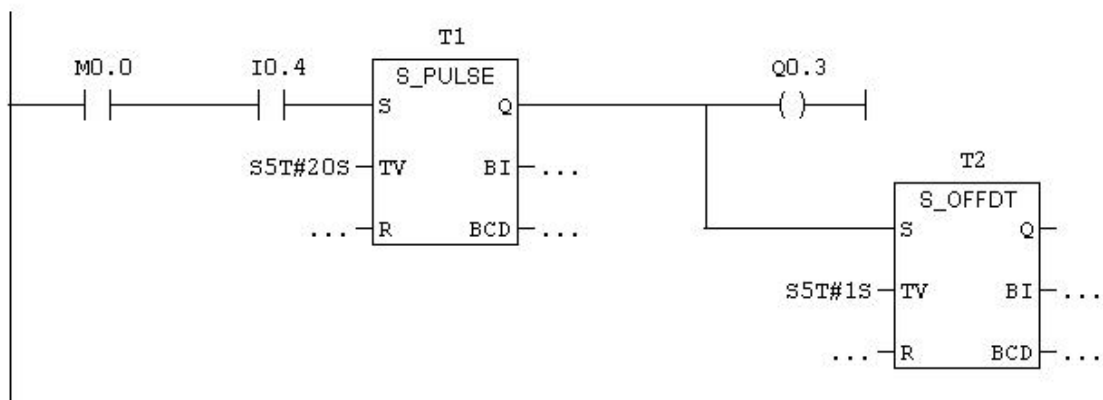 T1
M0.0 I0.4 S_PULSE Q0.3
S Q
S5T#20S TV BI ...
... R BCD ...
T2
S_OFFDT
S Q
S5T#1S TV BI ...
... R BCD ...